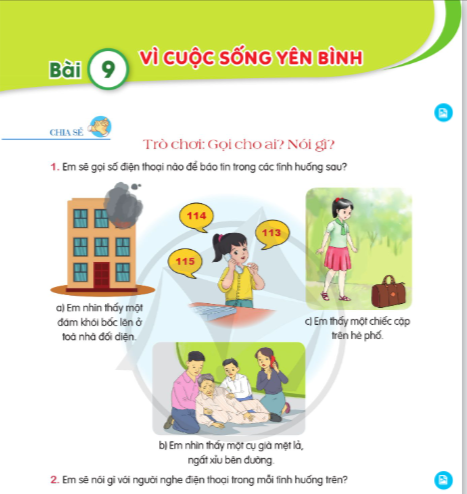 Bài 9 VÌ CUỘC SỐNG YÊN BÌNH
CHIA SẺ
Trò chơi: Gọi cho ai? Nói gì?
1. Em sẽ gọi số điện thoại nào để báo tin trong các tình huống sau?
114
113
115
a) Em nhìn thấy một
đám khói bốc lên ở
toà nhà đối diện.
c) Em thấy một chiếc cặp
trên hè phố.
b) Em nhìn thấy một cụ già mệt lả,
ngất xỉu bên đường.
2. Em sẽ nói gì với người nghe điện thoại trong mỗi tình huống trên?